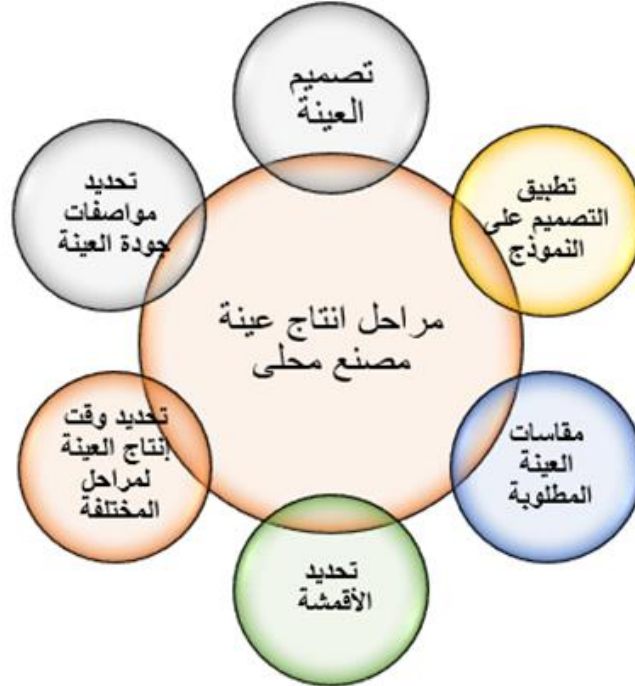 تصميم
العينة
تطبيق
التصميم على
النموذج
مقاسات
العينة
المطلوبة
تحديد
الأقمشة
تحديد وقت
إنتاج العينة
لمراحل
المختلفة
تحديد
مواصفات
جودة العينة
مراحل انتاج عينة
مصنع محلى